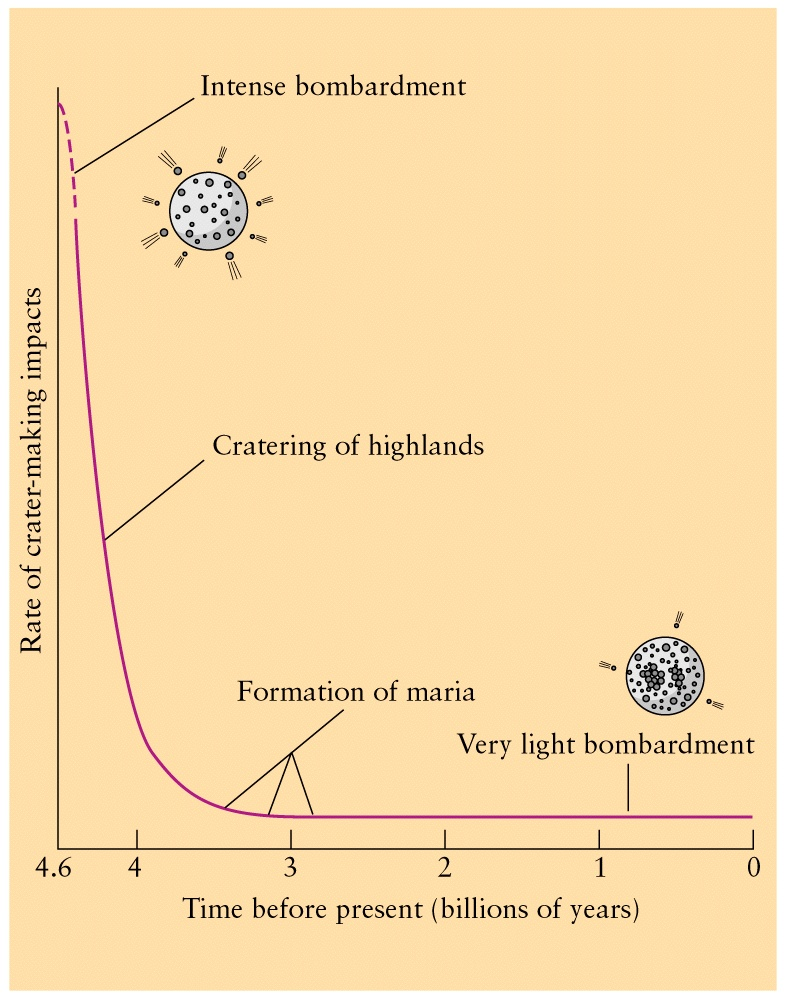 Intense bombardment
Rate of crater-making impacts
Cratering of highlands
Formation of maria
Very light bombardment
4.6 4 3 2 1 0
Time before present (billions of years)